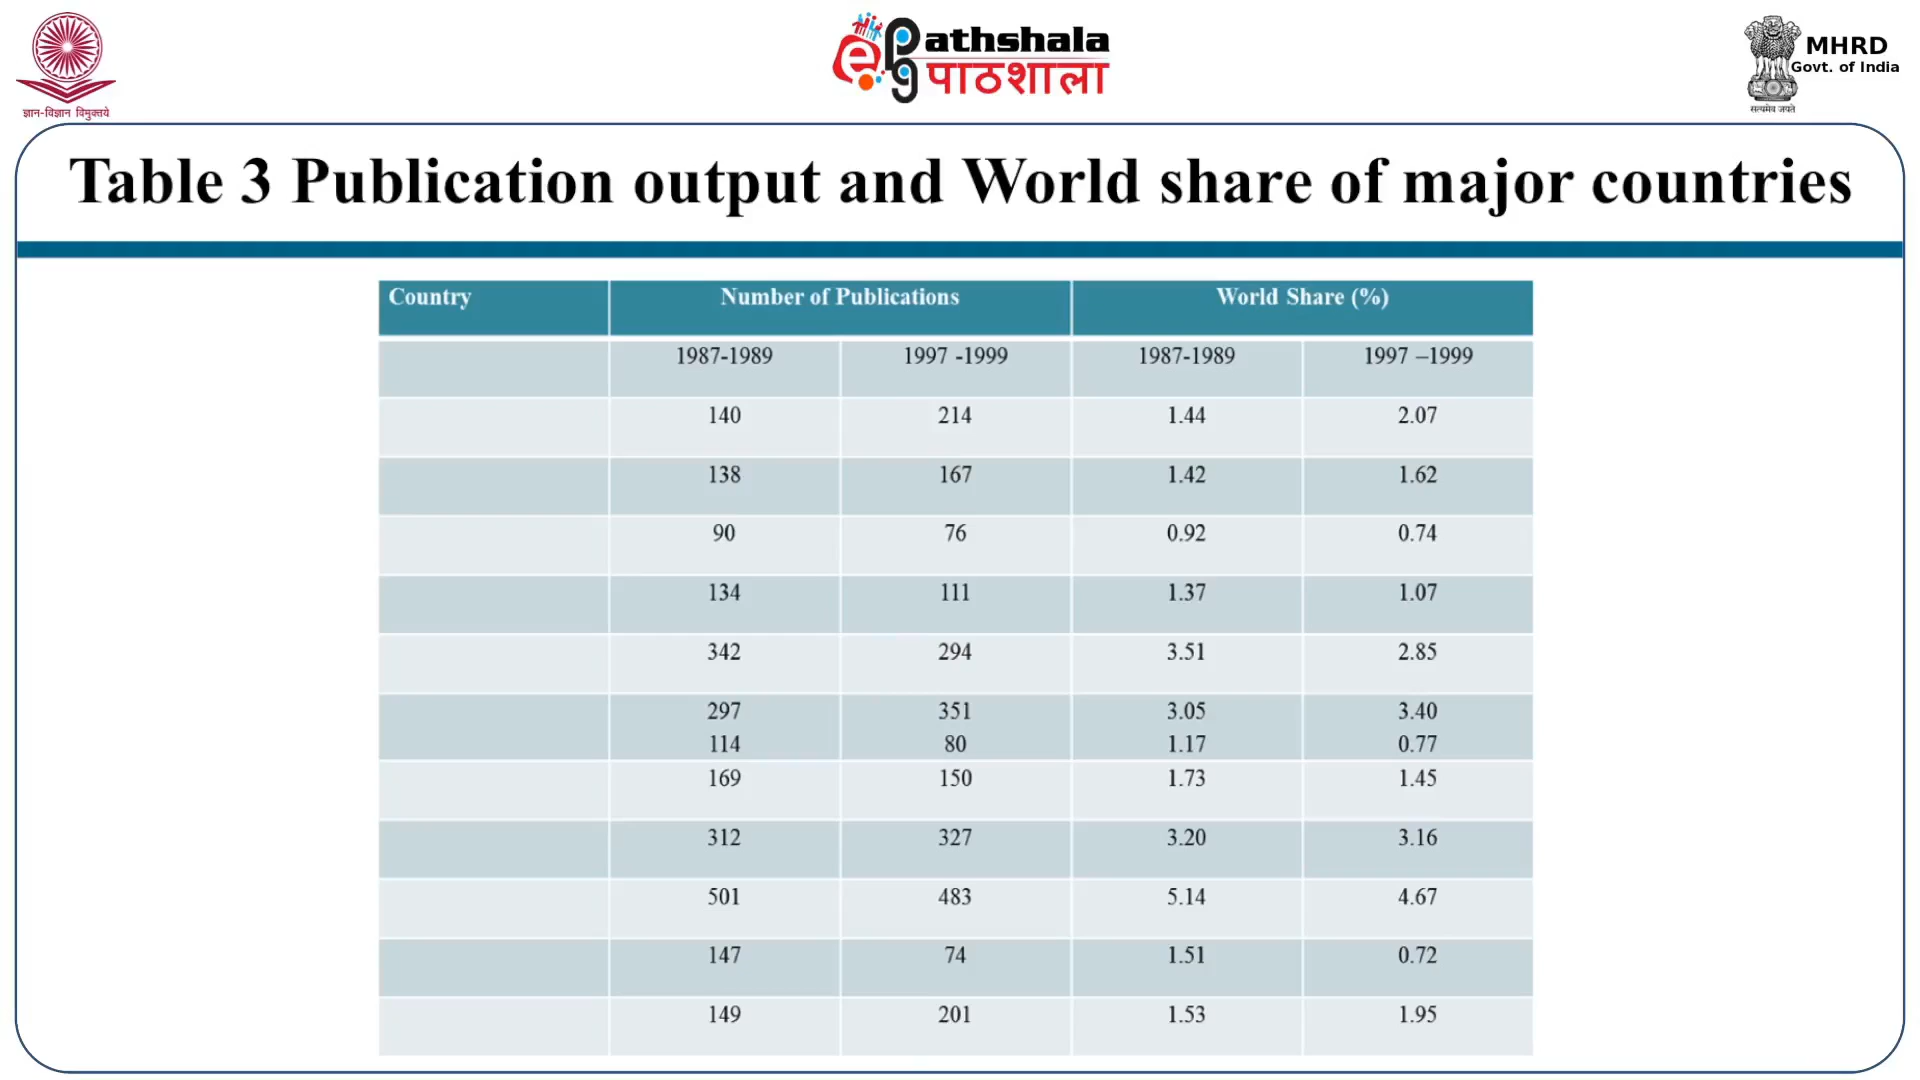 ज्ञान-विज्ञान विमुक्तये
ePathshala
पाठशाला
MHRD
Govt. of India
सत्यमेव जयते
Table 3 Publication output and World share of major countries
Country Number of Publications World Share (%)
1987-1989 1997 -1999 1987-1989 1997 –1999
140 214 1.44 2.07
138 167 1.42 1.62
90 76 0.92 0.74
134 111 1.37 1.07
342 294 3.51 2.85
297 351 3.05 3.40
114 80 1.17 0.77
169 150 1.73 1.45
312 327 3.20 3.16
501 483 5.14 4.67
147 74 1.51 0.72
149 201 1.53 1.95